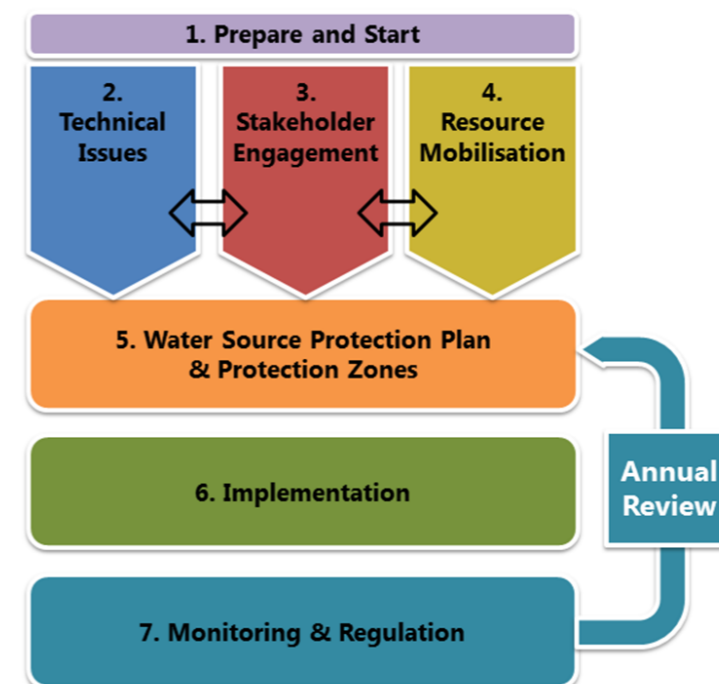 1. Prepare and Start
2.
Technical
Issues
3.
Stakeholder
Engagement
4.
Resource
Mobilisation
5. Water Source Protection Plan
& Protection Zones
6. Implementation
Annual
Review
7. Monitoring & Regulation